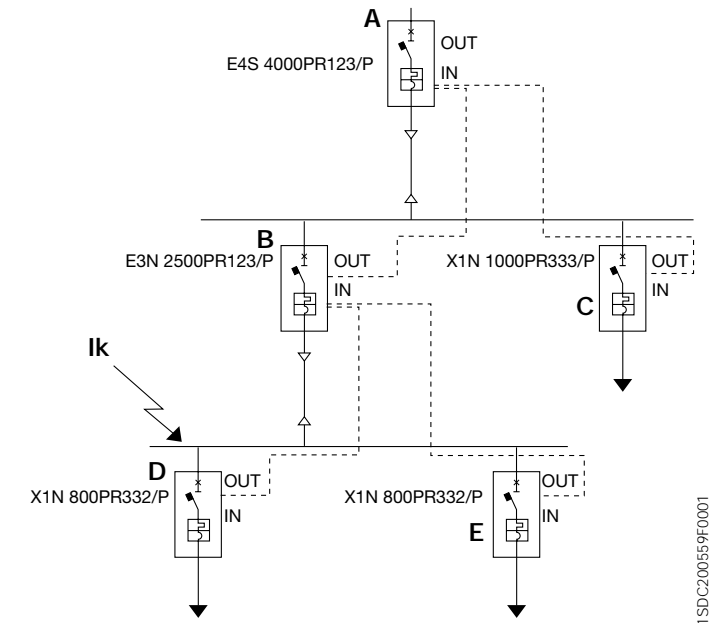 A
OUT
E4S 4000PR123/P
IN
B
E3N 2500PR123/P
OUT
IN
X1N 1000PR333/P
OUT
IN
C
Ik
D
OUT
X1N 800PR332/P
IN
X1N 800PR332/P
OUT
IN
E
1SDC200559F0001